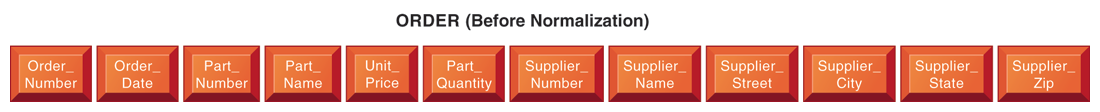 ORDER (Before Normalization)
Order_
Number
Order_
Date
Part_
Number
Part_
Name
Unit_
Price
Part_
Quantity
Supplier_
Number
Supplier_
Name
Supplier_
Street
Supplier_
City
Supplier_
State
Supplier_
Zip